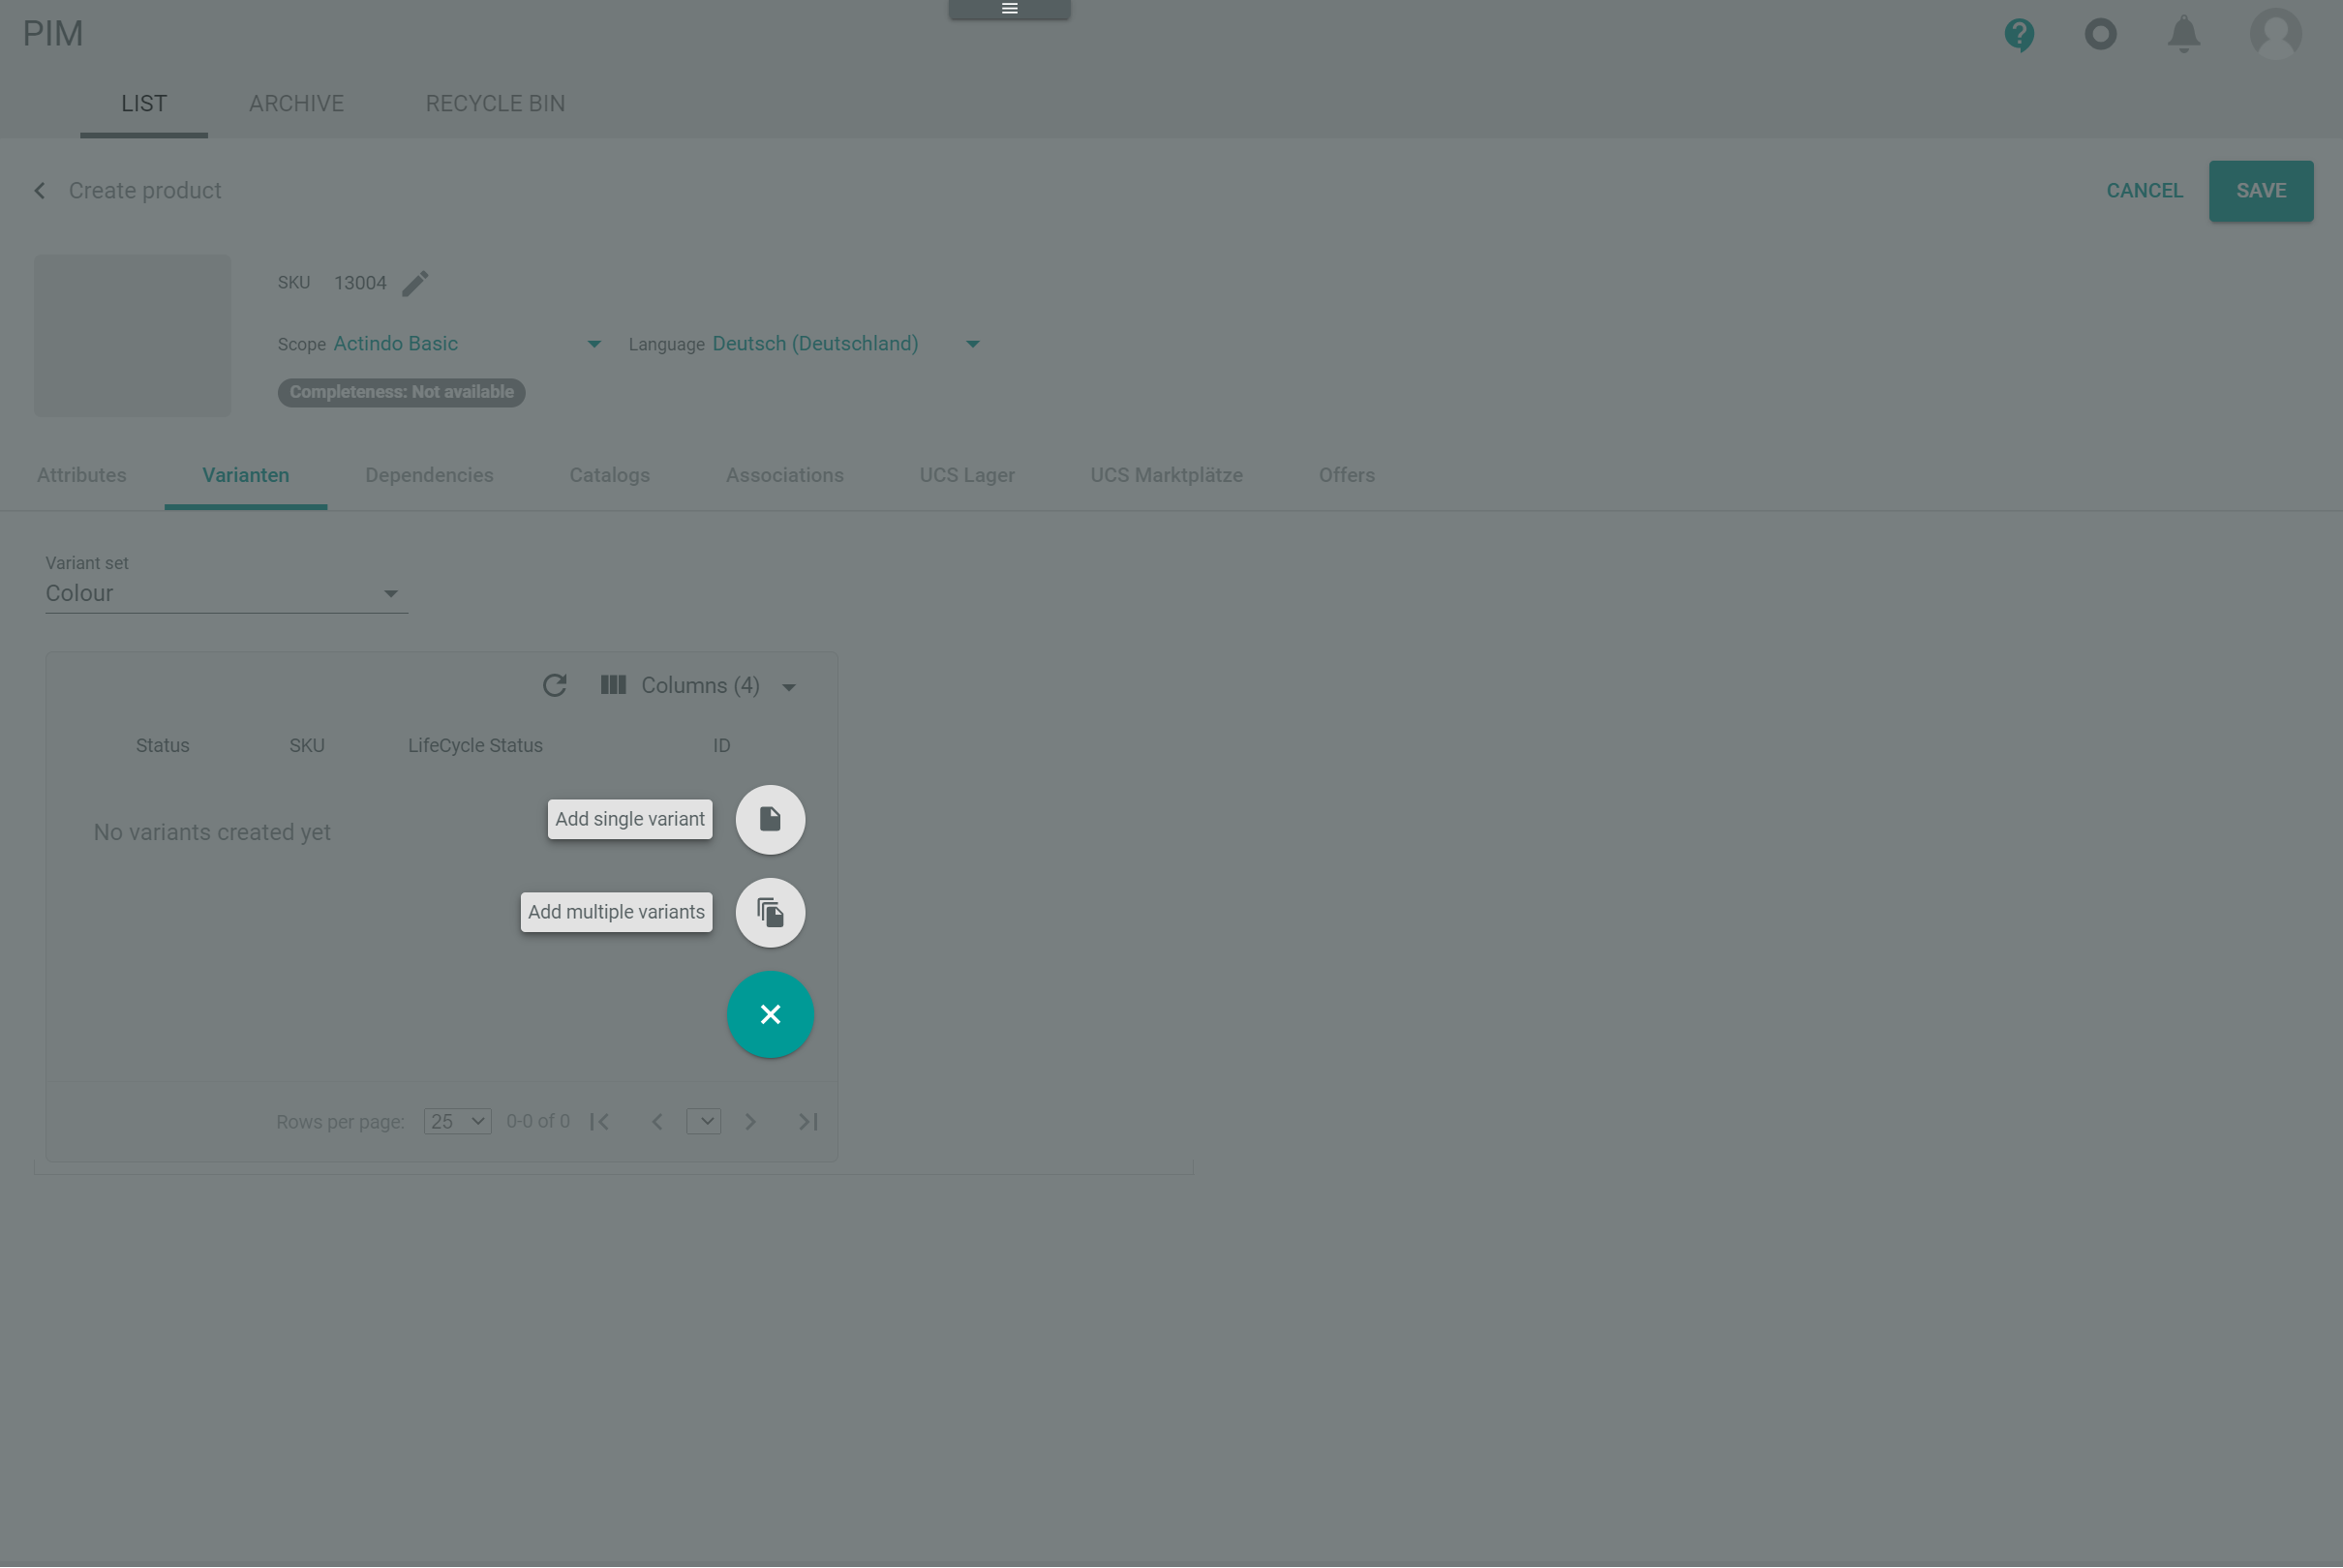 PIM
LIST ARCHIVE RECYCLE BIN
Create product CANCEL SAVE
SKU 13004
Scope Actindo Basic Language Deutsch (Deutschland)
Completeness: Not available
Attributes Varianten Dependencies Catalogs Associations UCS Lager UCS Marktplätze Offers
Variant set
Colour
Columns (4)
Status SKU LifeCycle Status ID
Add single variant
No variants created yet
Add multiple variants
Rows per page: 25 0-0 of 0